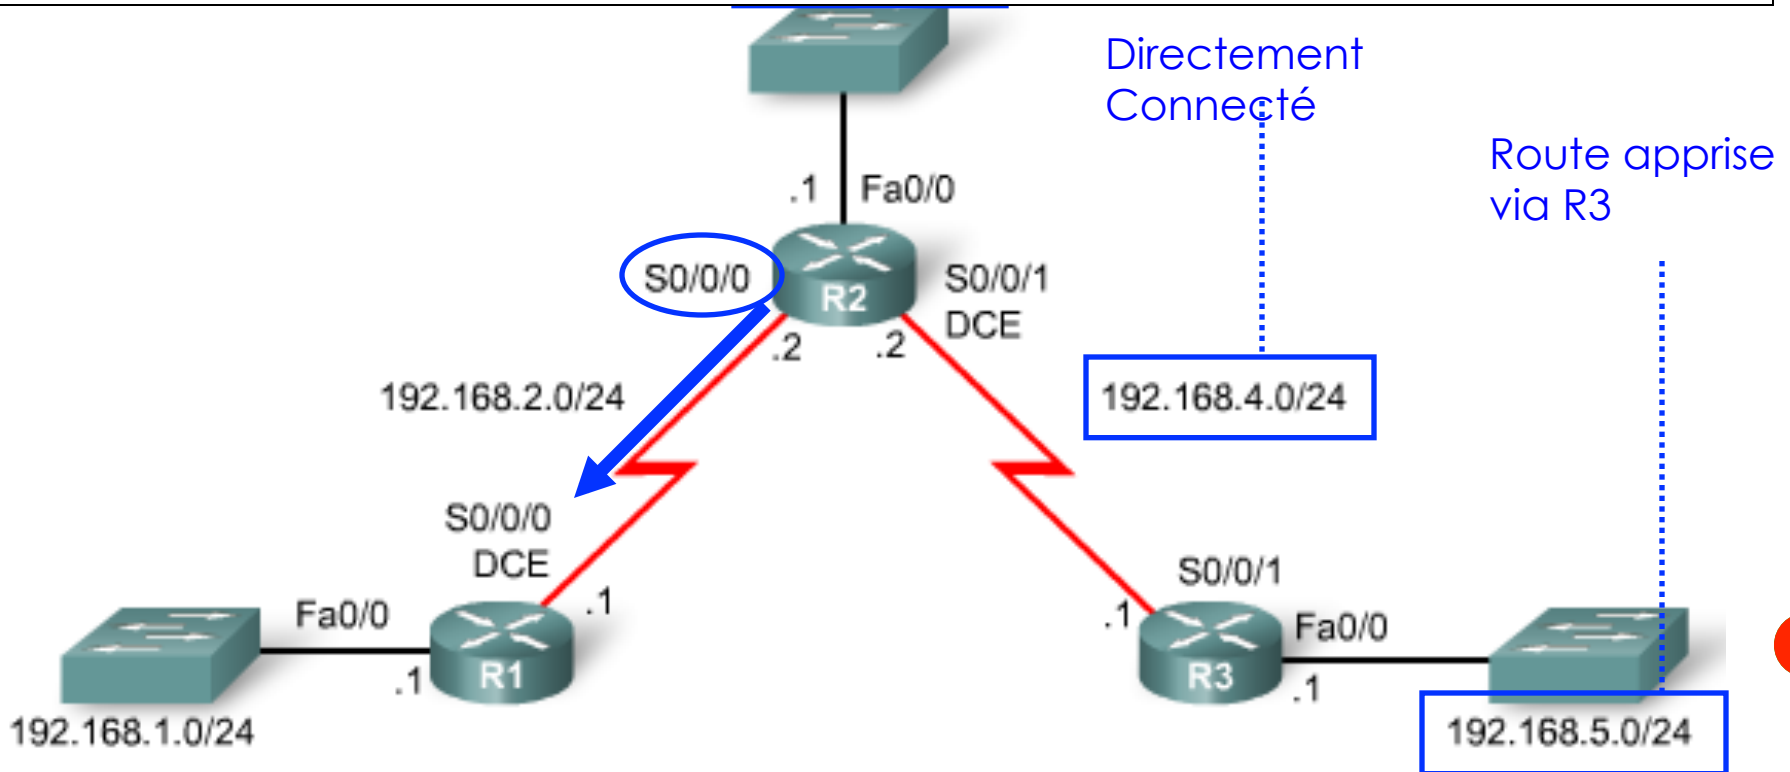 Directement
Connecté
Route apprise
via R3
.1 Fa0/0
S0/0/0
R2
S0/0/1
DCE
.2
.2
192.168.2.0/24
192.168.4.0/24
S0/0/0
DCE
.1
Fa0/0
.1
R1
192.168.1.0/24
S0/0/1
.1
R3
Fa0/0
.1
192.168.5.0/24